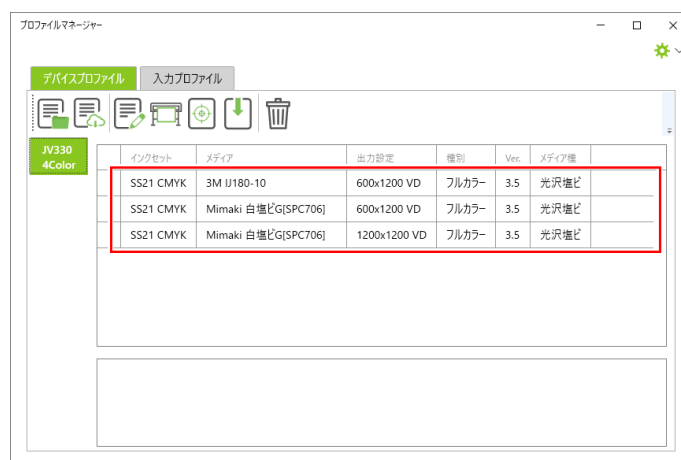 プロファイルマネージャー
デバイスプロファイル 入力プロファイル
JV330
4Color
インクセット メディア 出力設定 種別 Ver. メディア種
SS21 CMYK 3M IJ180-10 600x1200 VD フルカラー 3.5 光沢塩ビ
SS21 CMYK Mimaki 白塩ビG[SPC706] 600x1200 VD フルカラー 3.5 光沢塩ビ
SS21 CMYK Mimaki 白塩ビG[SPC706] 1200x1200 VD フルカラー 3.5 光沢塩ビ